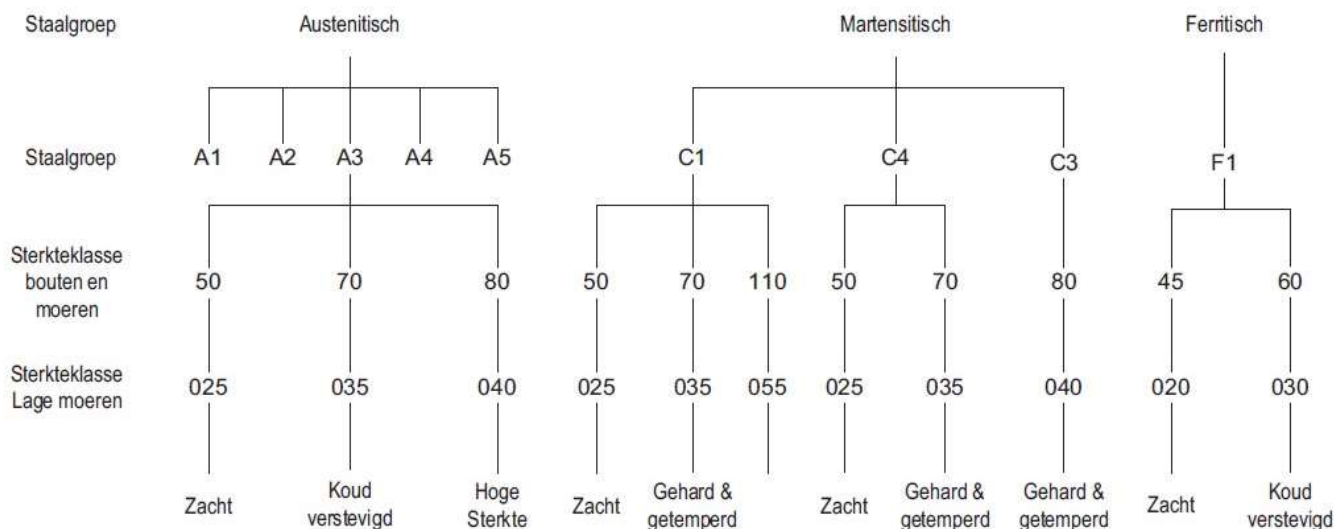 Staalgroep Austenitisch Martensitisch Ferritisch
Staalgroep A1 A2 A3 A4 A5 C1 C4 C3 F1
Sterkteklasse
bouten en
moeren
50 70 80 50 70 110 50 70 80 45 60
Sterkteklasse
Lage moeren
025 035 040 025 035 055 025 035 040 020 030
Zacht
Koud
verstevigd
Hoge
Sterkte
Zacht
Gehard &
getemperd
Zacht
Gehard &
getemperd
Gehard &
getemperd
Zacht
Koud
verstevigd